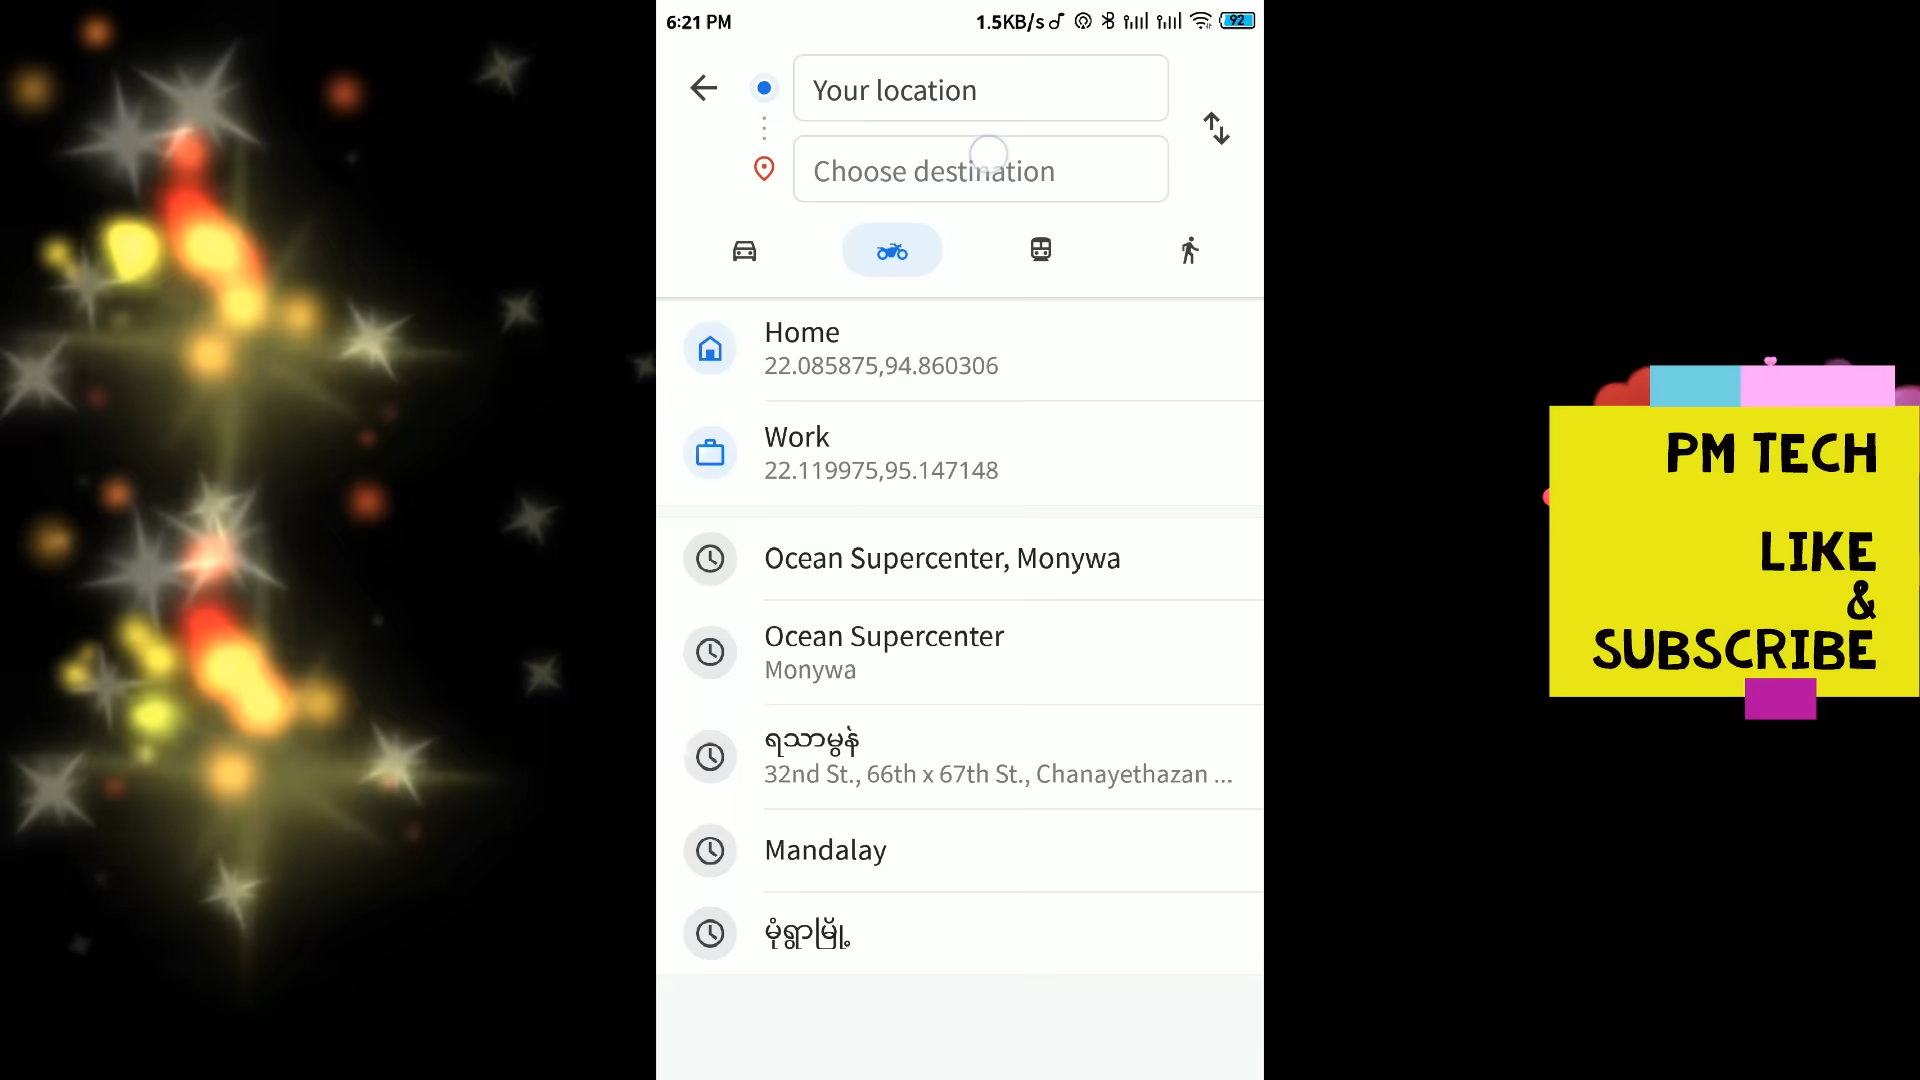 6:21 PM
1.5KB/s
92
Your location
Choose destination
Home
22.085875,94.860306
Work
22.119975,95.147148
Ocean Supercenter, Monywa
Ocean Supercenter
Monywa
ရသာမွန်
32nd St., 66th x 67th St., Chanayethazan ...
Mandalay
မုံရွာမြို့
PM TECH
LIKE
&
SUBSCRIBE